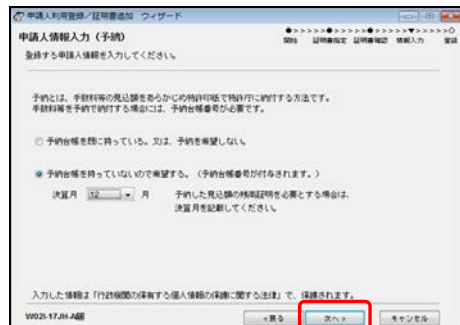 申請人利用登録/証明書追加 ウィザード
申請人情報入力（予納）
●>>>>>●>>>>>●>>>>>▼>>>>>○
開始 証明書指定 証明書確認 情報入力 登録
登録する申請人情報を入力してください。
予納とは、手数料等の見込額をあらかじめ特許印紙で特許庁に納付する方法です。
手数料等を予納で納付する場合には、予納台帳番号が必要です。
予納台帳を既に持っている。又は、予納を希望しない。
予納台帳を持っていないので希望する。（予納台帳番号が付与されます。）
決算月 12 月 予納した見込額の残高証明を必要とする場合は、
決算月を記載してください。
入力した情報は「行政機関の保有する個人情報の保護に関する法律」で、保護されます。
W02I-17JH-A画
<戻る 次へ> キャンセル